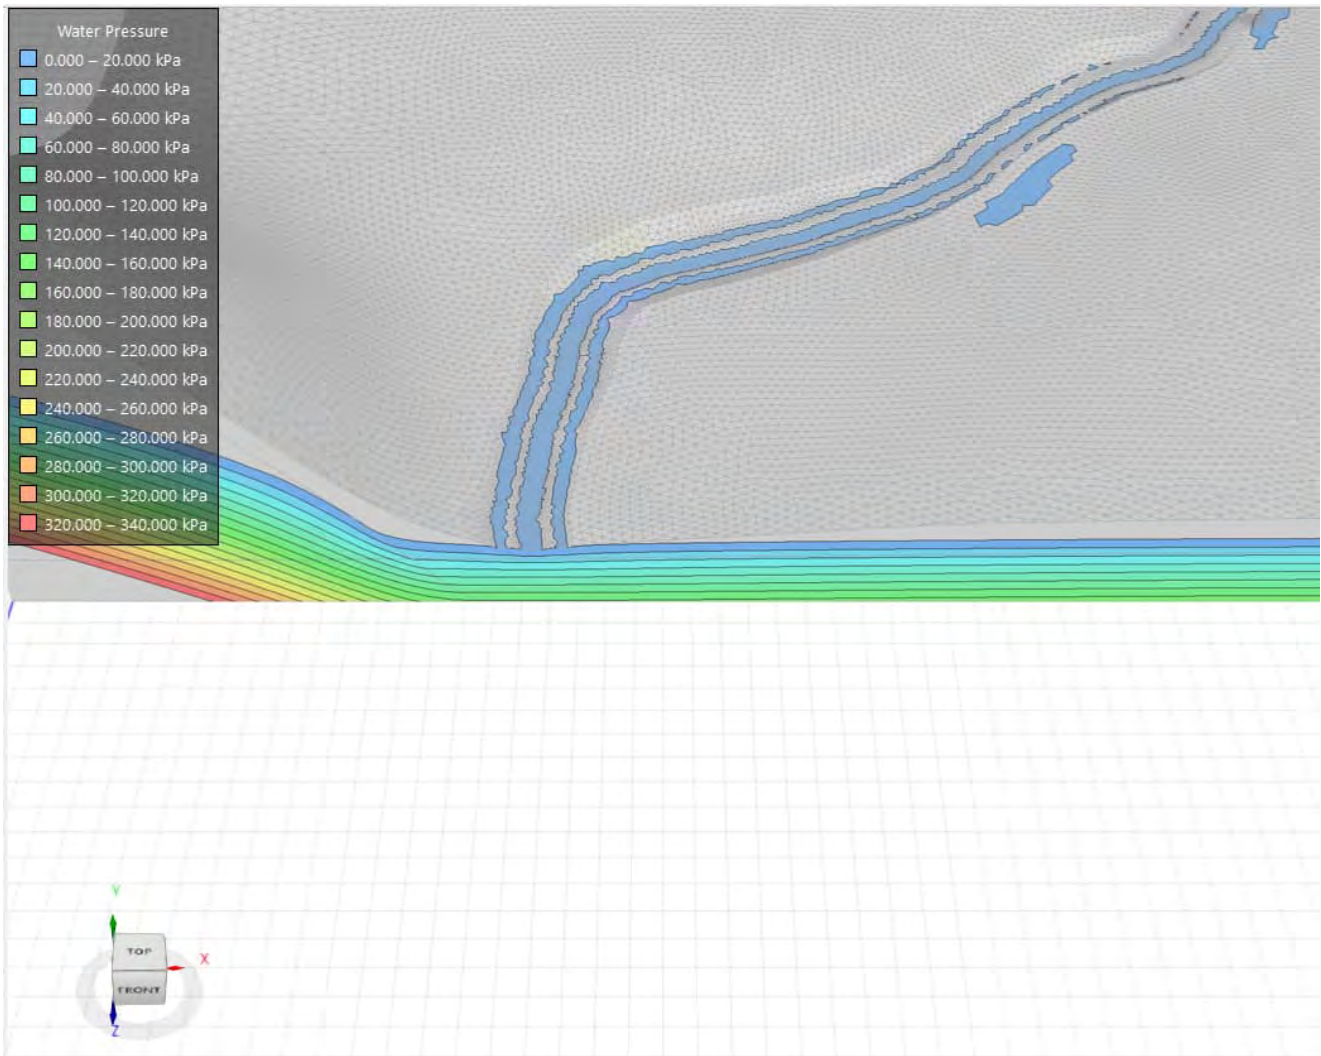 Water Pressure
0.000 – 20.000 kPa
20.000 – 40.000 kPa
40.000 – 60.000 kPa
60.000 – 80.000 kPa
80.000 – 100.000 kPa
100.000 – 120.000 kPa
120.000 – 140.000 kPa
140.000 – 160.000 kPa
160.000 – 180.000 kPa
180.000 – 200.000 kPa
200.000 – 220.000 kPa
220.000 – 240.000 kPa
240.000 – 260.000 kPa
260.000 – 280.000 kPa
280.000 – 300.000 kPa
300.000 – 320.000 kPa
320.000 – 340.000 kPa
Y
TOP
X
FRONT
Z